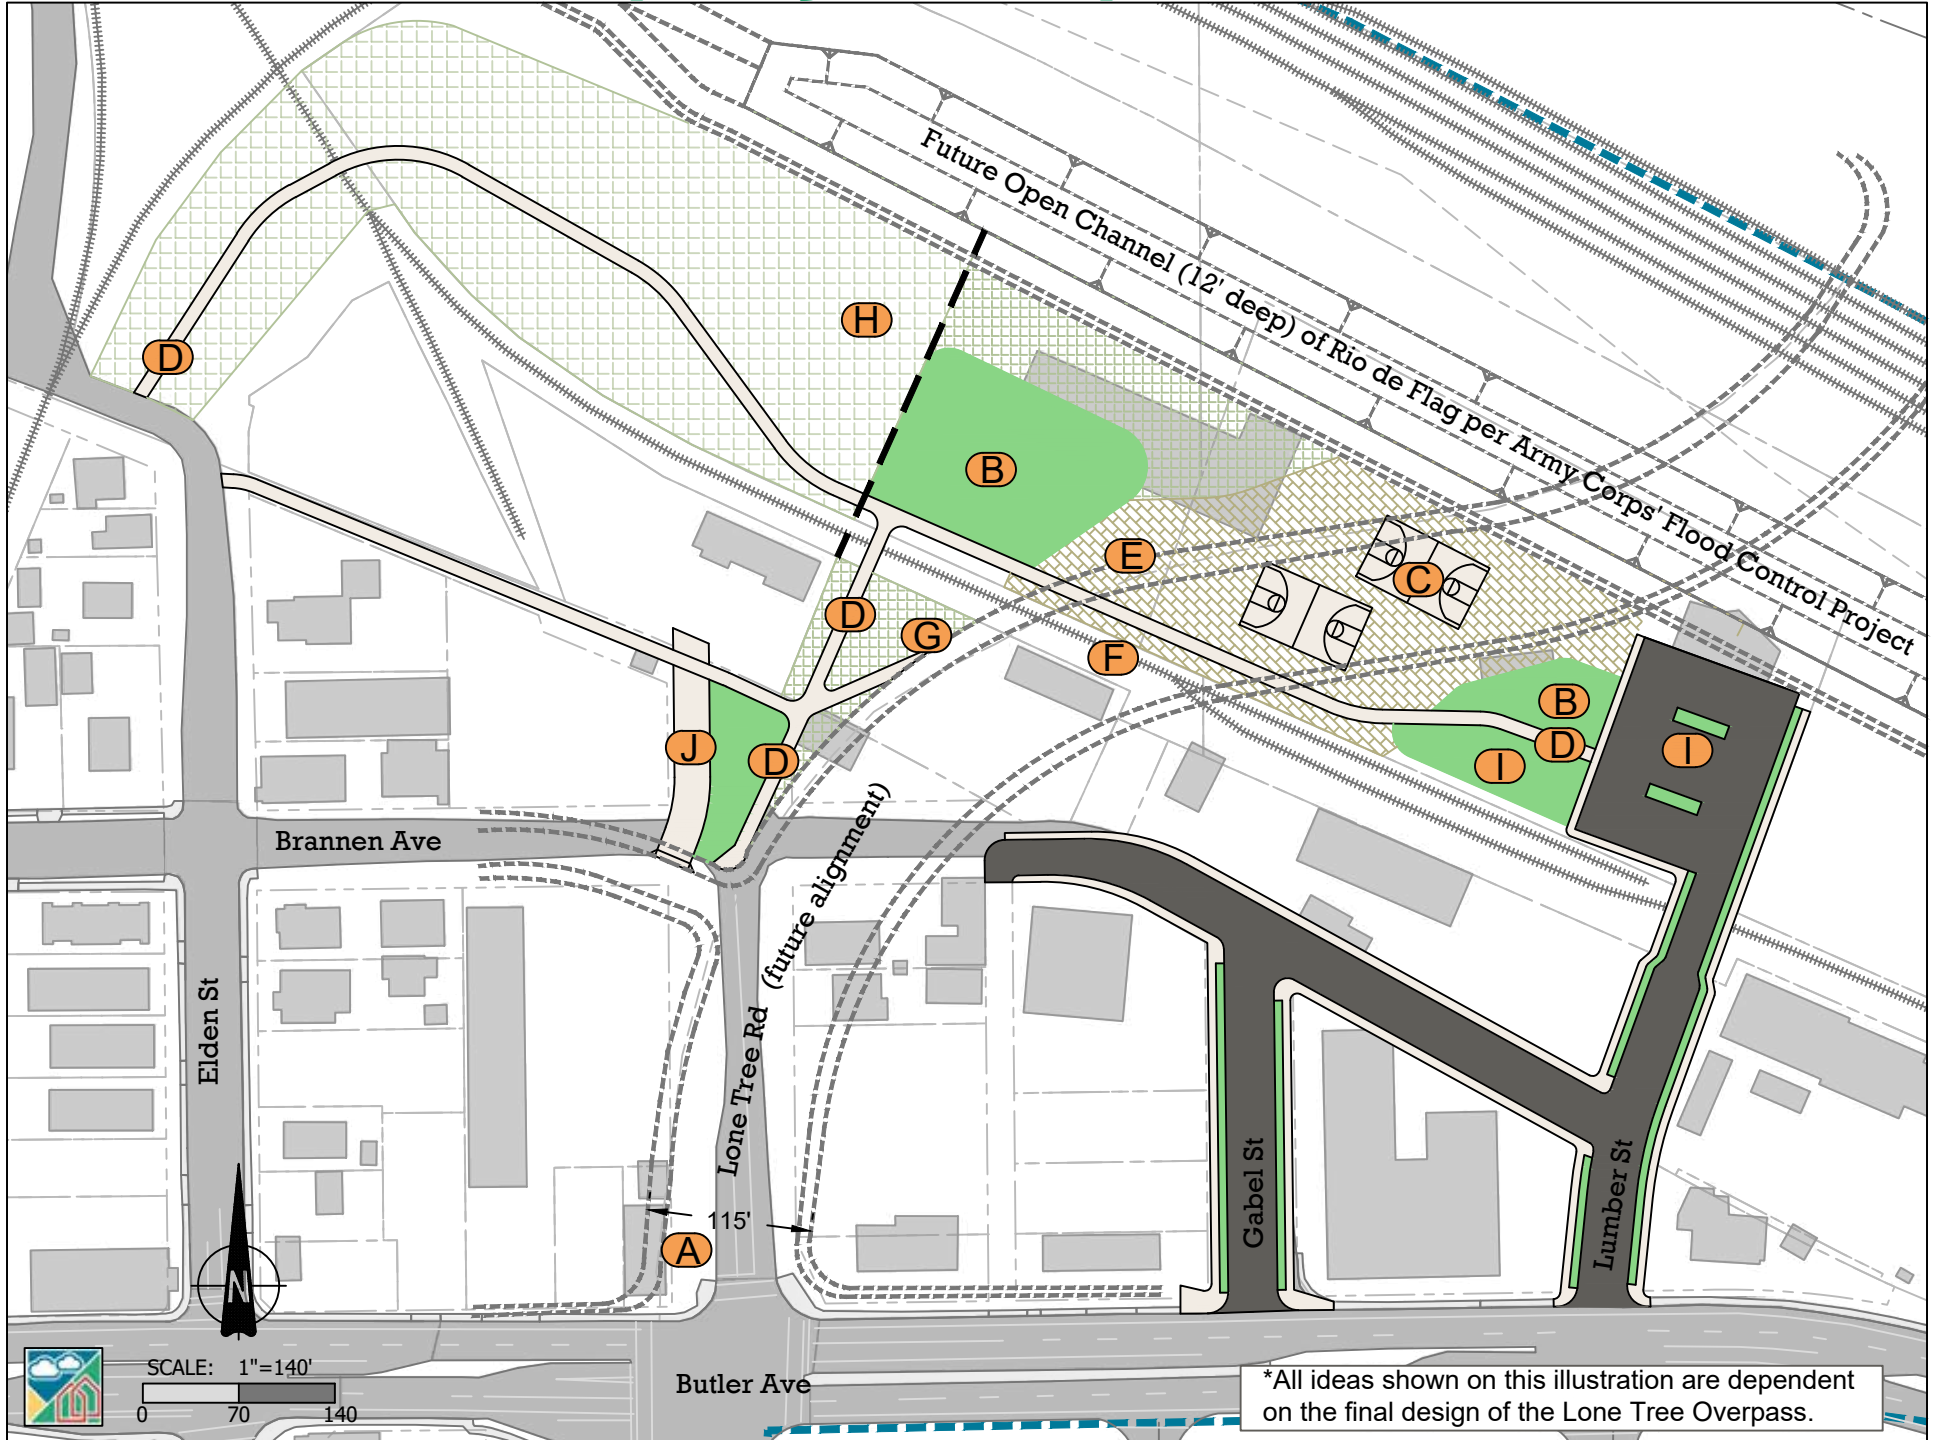 Future Open Channel (12' deep) of Rio de Flag per Army Corps' Flood Control Project
H
D
B
E
C
D
G
F
B
J
D
D
I
I
Brannen Ave
Lone Tree Rd (future alignment)
Elden St
115'
A
Gabel St
Lumber St
N
SCALE: 1"=140'
0 70 140
Butler Ave
*All ideas shown on this illustration are dependent
on the final design of the Lone Tree Overpass.